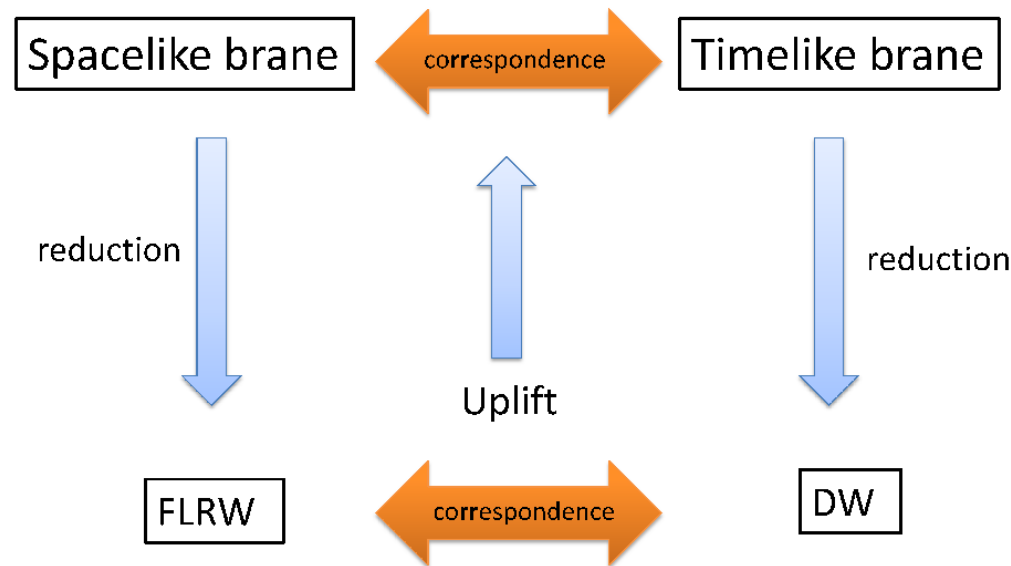 Spacelike brane
correspondence
Timelike brane
reduction
reduction
Uplift
FLRW
correspondence
DW